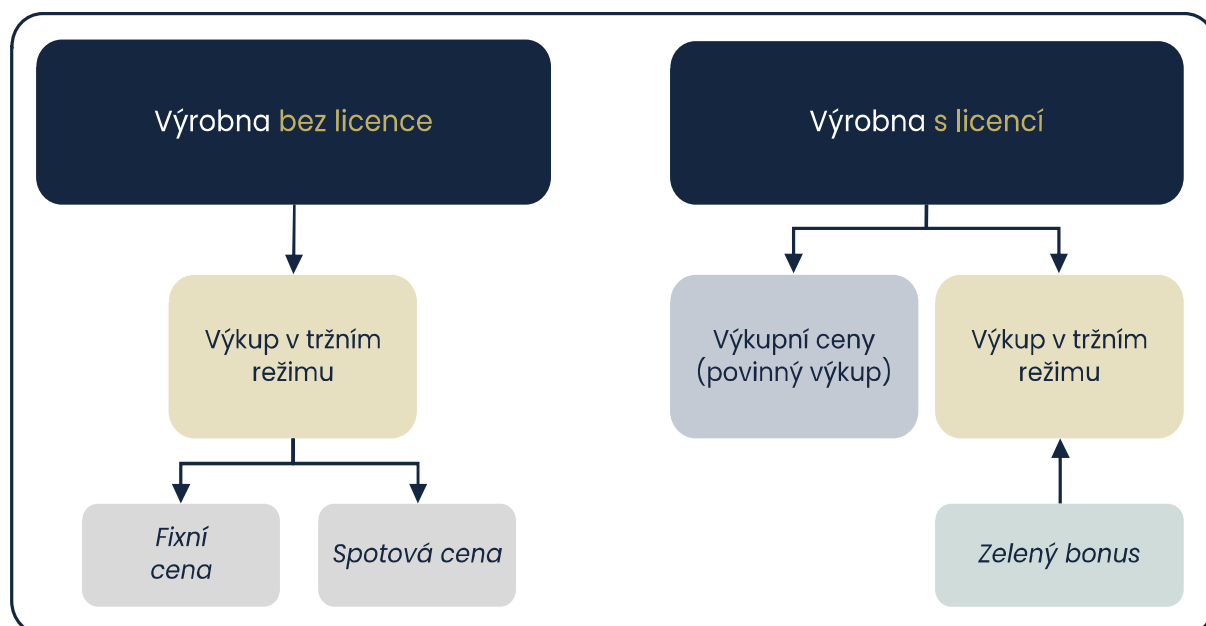 Výrobna bez licence
Výrobna s licencí
Výkup v tržním
režimu
Výkupní ceny
(povinný výkup)
Výkup v tržním
režimu
Fixní
cena
Spotová cena
Zelený bonus